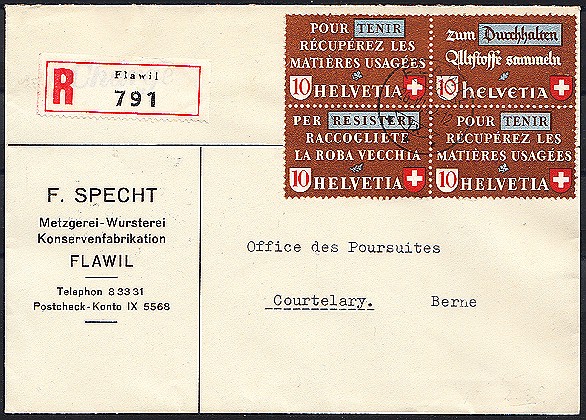 R
Flawil
791
POUR TENIR
RÉCUPÉREZ LES
MATIÈRES USAGÉES
10 HELVETIA
zum Durchhalten
Altstoffe sammeln
10 HELVETIA
PER RESISTERE
RACCOGLIETE
LA ROBA VECCHIA
10 HELVETIA
POUR TENIR
RÉCUPÉREZ LES
MATIÈRES USAGÉES
10 HELVETIA
F. SPECHT
Metzgerei-Wursterei
Konservenfabrikation
FLAWIL
Telephon 8 33 31
Postcheck-Konto IX 5568
Office des Poursuites
Courtelary. Berne